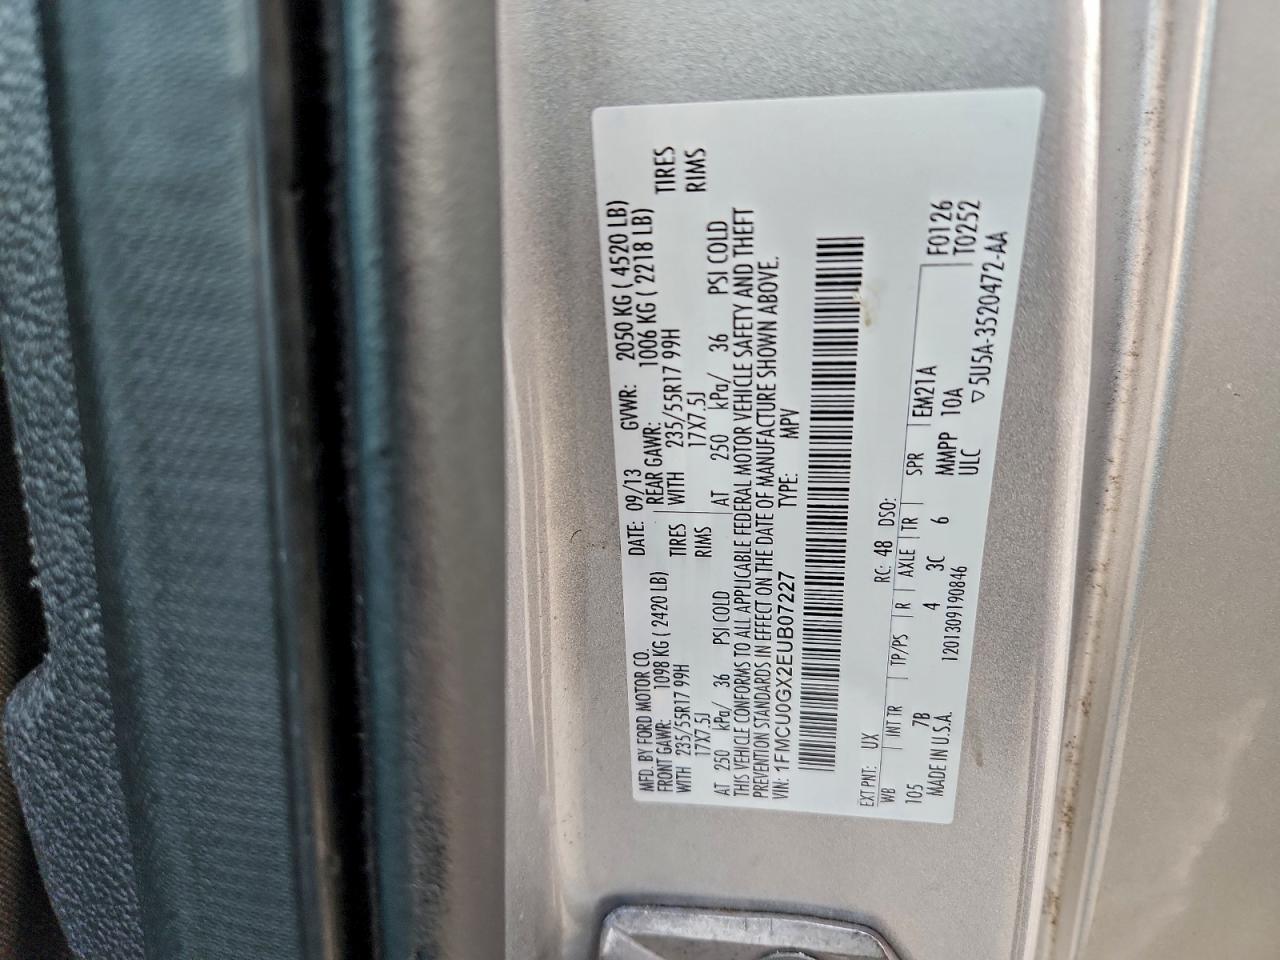 MFD. BY FORD MOTOR CO.
DATE: 09/13 GVWR: 2050 KG ( 4520 LB)
FRONT GAWR: 1098 KG ( 2420 LB) REAR GAWR: 1006 KG ( 2218 LB)
WITH 235/55R17 99H TIRES WITH 235/55R17 99H TIRES
17X7.5J RIMS 17X7.5J RIMS
AT 250 kPa/ 36 PSI COLD AT 250 kPa/ 36 PSI COLD
THIS VEHICLE CONFORMS TO ALL APPLICABLE FEDERAL MOTOR VEHICLE SAFETY AND THEFT
PREVENTION STANDARDS IN EFFECT ON THE DATE OF MANUFACTURE SHOWN ABOVE.
VIN: 1FMCU0GX2EUB07227 TYPE: MPV
EXT PNT: UX RC: 48 DSO:
WB INT TR TP/PS R AXLE TR SPR EM21A F0126
105 7B 4 3C 6 MMPP 10A T0252
MADE IN U.S.A. 1201309190846 ULC
▽5U5A-3520472-AA